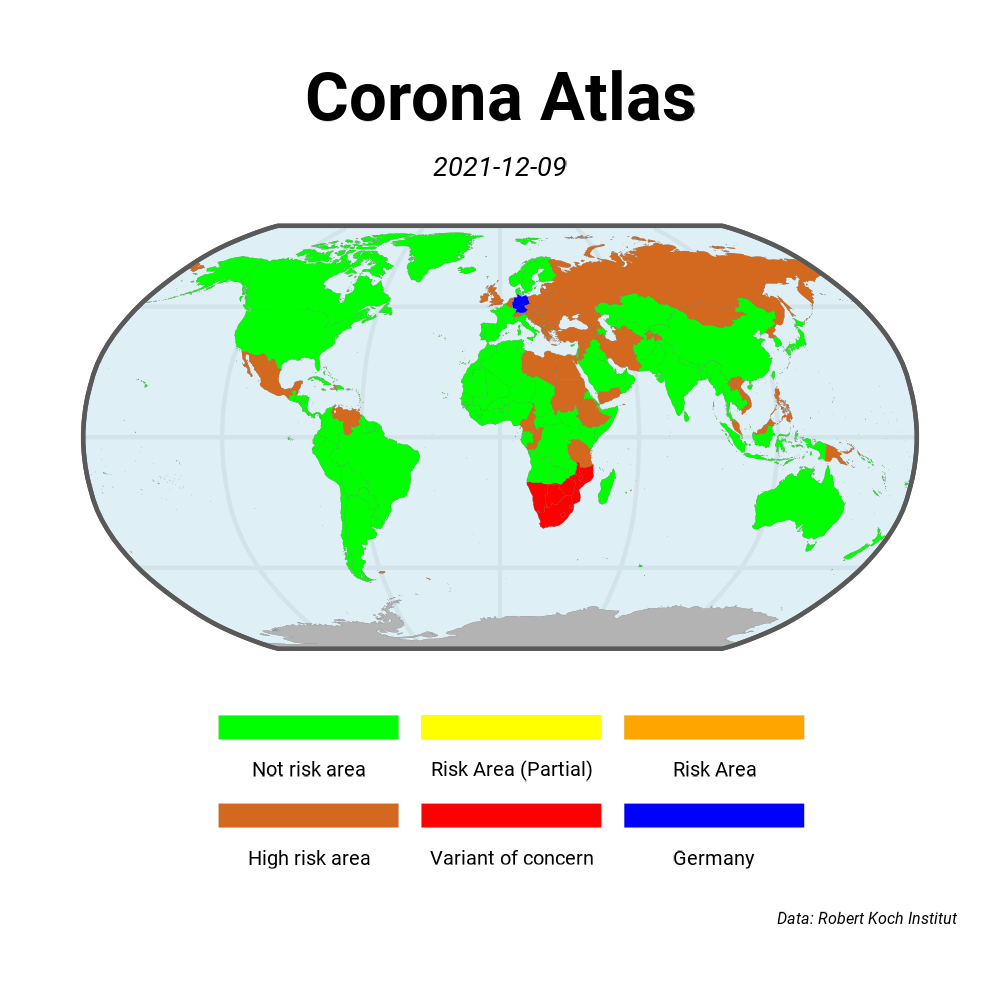 Corona Atlas
2021-12-09
Not risk area
Risk Area (Partial)
Risk Area
High risk area
Variant of concern
Germany
Data: Robert Koch Institut